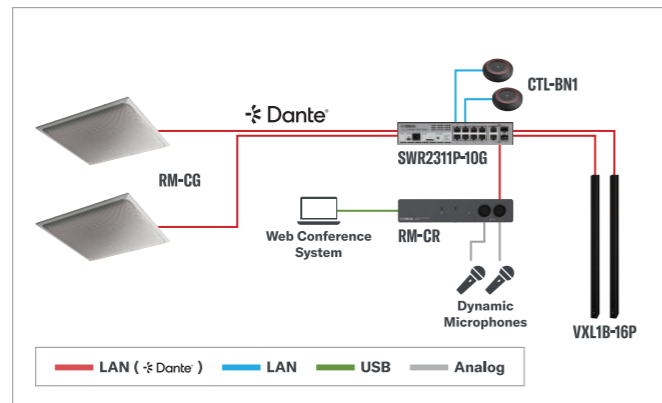 Dante®
CTL-BN1
SWR2311P-10G
RM-CG
Web Conference
System
RM-CR
Dynamic
Microphones
VXL1B-16P
LAN ( Dante® )
LAN
USB
Analog